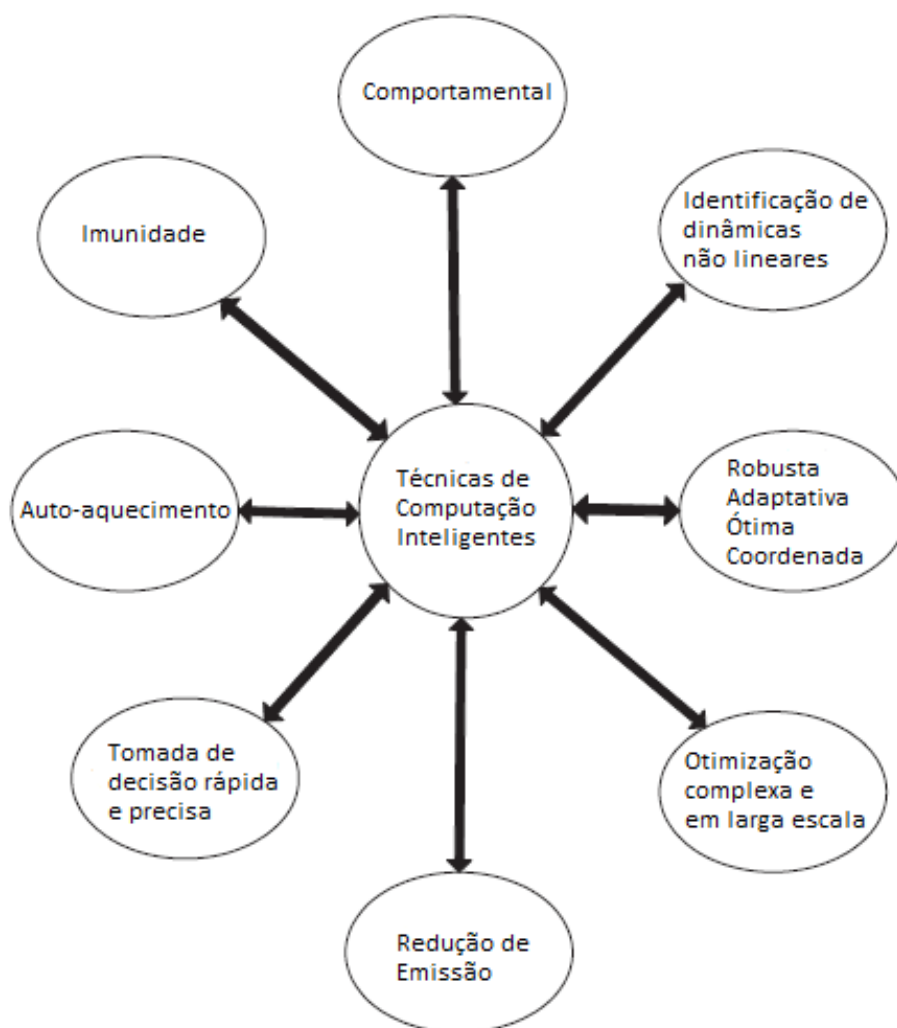 Comportamental
Imunidade
Identificação de
dinâmicas
não lineares
Auto-aquecimento
Técnicas de
Computação
Inteligentes
Robusta
Adaptativa
Ótima
Coordenada
Tomada de
decisão rápida
e precisa
Otimização
complexa e
em larga escala
Redução de
Emissão